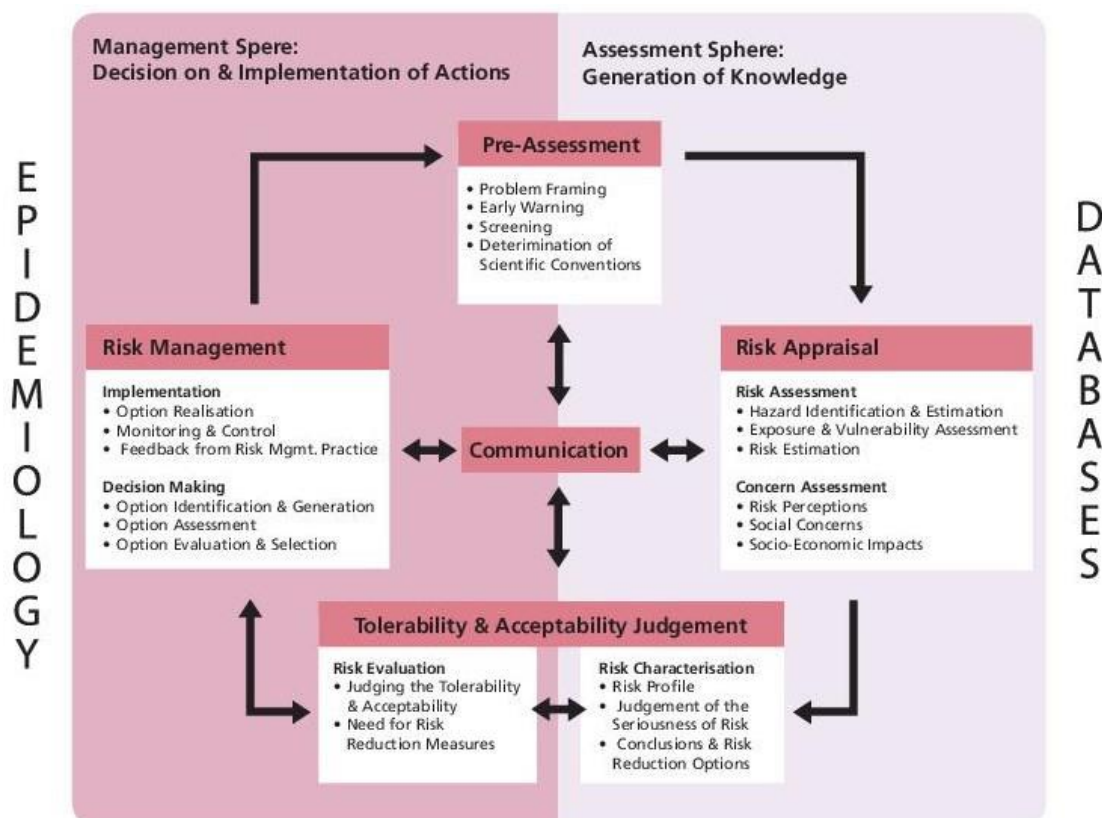 Management Spere:
Decision on & Implementation of Actions
Assessment Sphere:
Generation of Knowledge
EPIDEMIOLOGY
DATABASES
Pre-Assessment
• Problem Framing
• Early Warning
• Screening
• Deterimination of
Scientific Conventions
Risk Management
Implementation
• Option Realisation
• Monitoring & Control
• Feedback from Risk Mgmt. Practice
Decision Making
• Option Identification & Generation
• Option Assessment
• Option Evaluation & Selection
Communication
Risk Appraisal
Risk Assessment
• Hazard Identification & Estimation
• Exposure & Vulnerability Assessment
• Risk Estimation
Concern Assessment
• Risk Perceptions
• Social Concerns
• Socio-Economic Impacts
Tolerability & Acceptability Judgement
Risk Evaluation
• Judging the Tolerability
& Acceptability
• Need for Risk
Reduction Measures
Risk Characterisation
• Risk Profile
• Judgement of the
Seriousness of Risk
• Conclusions & Risk
Reduction Options